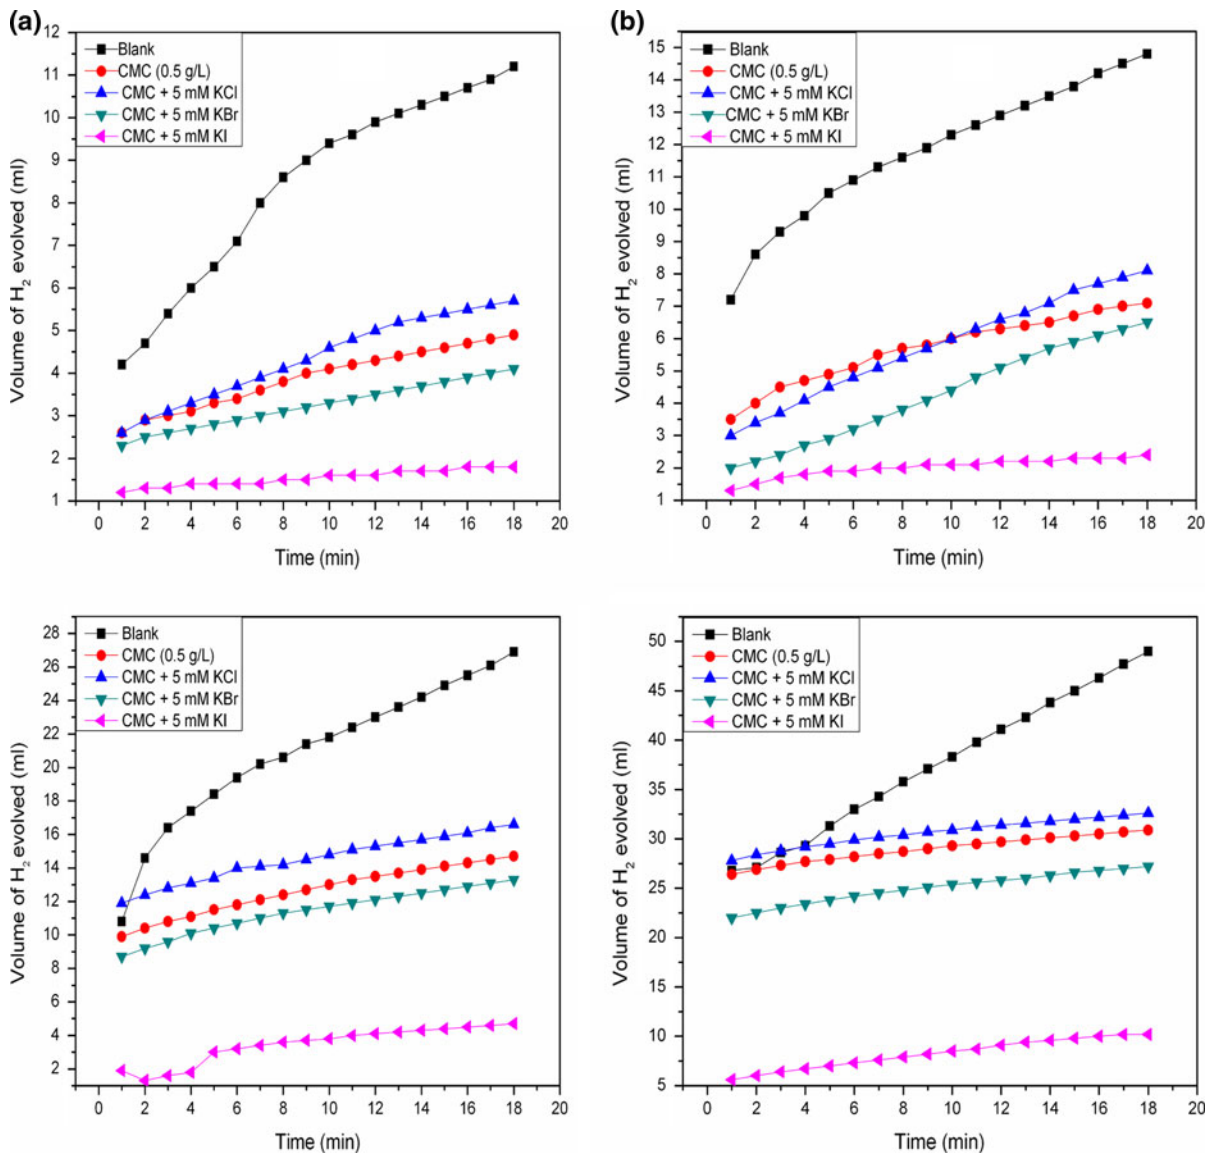 (a)
12
11
10
9
8
7
6
5
4
3
2
1
Volume of H2 evolved (ml)
Blank
CMC (0.5 g/L)
CMC + 5 mM KCl
CMC + 5 mM KBr
CMC + 5 mM KI
0 2 4 6 8 10 12 14 16 18 20
Time (min)
(b)
15
14
13
12
11
10
9
8
7
6
5
4
3
2
1
Volume of H2 evolved (ml)
Blank
CMC (0.5 g/L)
CMC + 5 mM KCl
CMC + 5 mM KBr
CMC + 5 mM KI
0 2 4 6 8 10 12 14 16 18 20
Time (min)
28
26
24
22
20
18
16
14
12
10
8
6
4
2
Volume of H2 evolved (ml)
Blank
CMC (0.5 g/L)
CMC + 5 mM KCl
CMC + 5 mM KBr
CMC + 5 mM KI
0 2 4 6 8 10 12 14 16 18 20
Time (min)
50
45
40
35
30
25
20
15
10
5
Volume of H2 evolved (ml)
Blank
CMC (0.5 g/L)
CMC + 5 mM KCl
CMC + 5 mM KBr
CMC + 5 mM KI
0 2 4 6 8 10 12 14 16 18 20
Time (min)